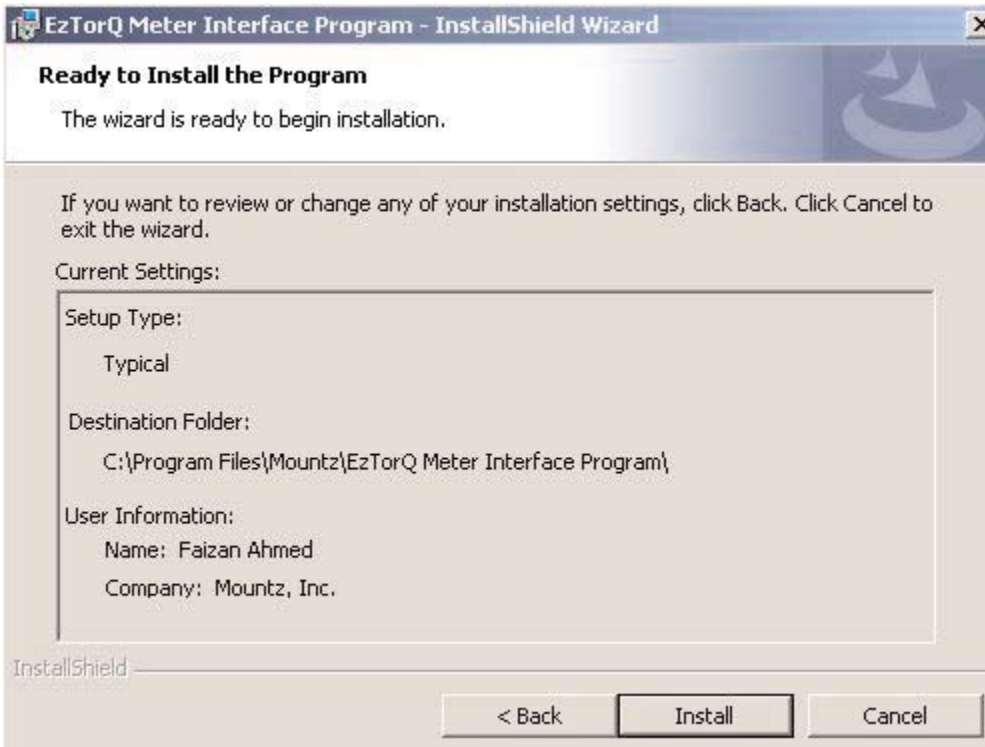 EzTorQ Meter Interface Program - InstallShield Wizard
Ready to Install the Program
The wizard is ready to begin installation.
If you want to review or change any of your installation settings, click Back. Click Cancel to
exit the wizard.
Current Settings:
Setup Type:
Typical
Destination Folder:
C:\Program Files\Mountz\EzTorQ Meter Interface Program\
User Information:
Name: Faizan Ahmed
Company: Mountz, Inc.
InstallShield
< Back
Install
Cancel